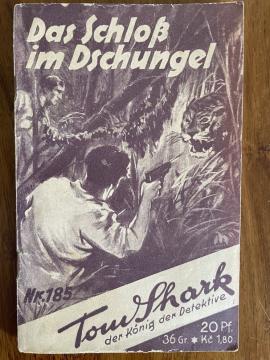 Das Schloß
im Dschungel
Nr. 185
Tom Shark
der König der Detektive
20 Pf.
36 Gr ✶ Kč 1,80